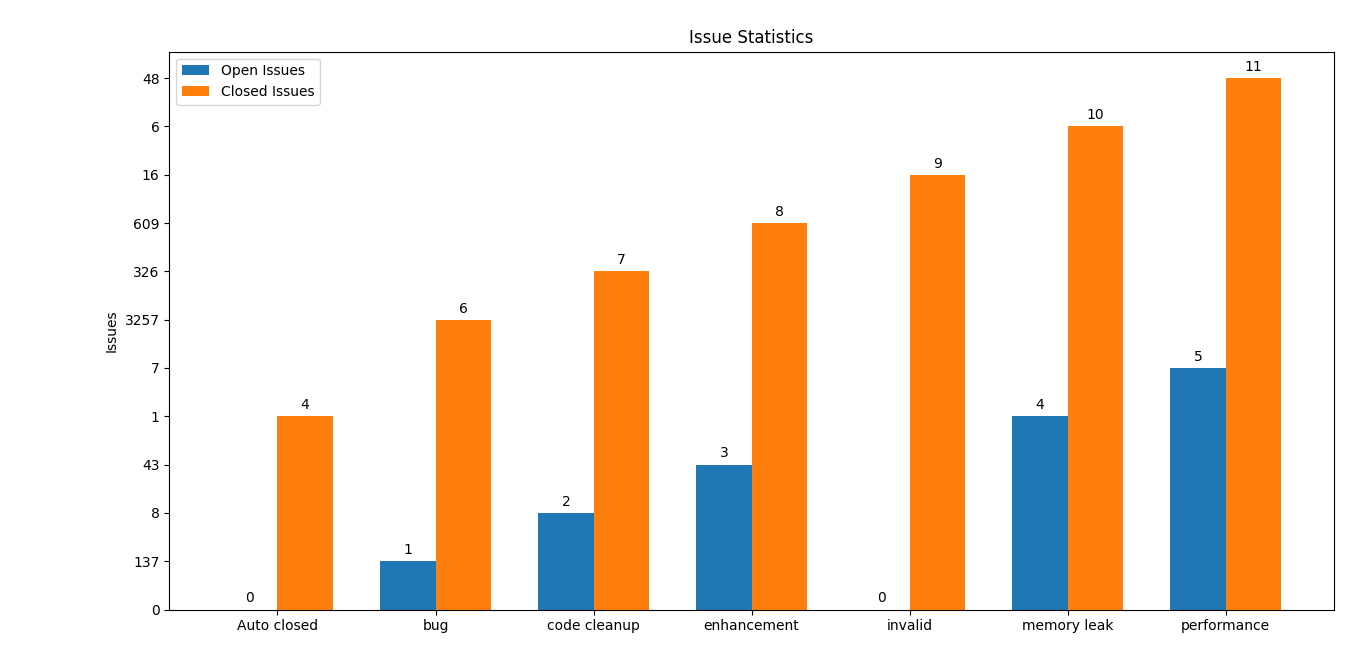 Issue Statistics
Open Issues
Closed Issues
Issues
48
6
16
609
326
3257
7
1
43
8
137
0
0
4
1
6
2
7
3
8
0
9
4
10
5
11
Auto closed
bug
code cleanup
enhancement
invalid
memory leak
performance